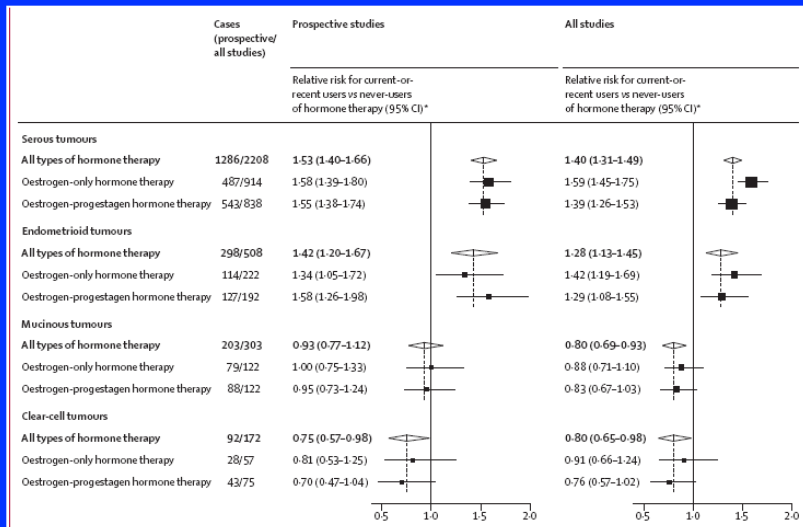 Cases
(prospective/
all studies)
Prospective studies
All studies
Relative risk for current-or-
recent users vs never-users
of hormone therapy (95% CI)*
Relative risk for current-or-
recent users vs never-users
of hormone therapy (95% CI)*
Serous tumours
All types of hormone therapy 1286/2208 1·53 (1·40–1·66) 1·40 (1·31–1·49)
Oestrogen-only hormone therapy 487/914 1·58 (1·39–1·80) 1·59 (1·45–1·75)
Oestrogen-progestagen hormone therapy 543/838 1·55 (1·38–1·74) 1·39 (1·26–1·53)
Endometrioid tumours
All types of hormone therapy 298/508 1·42 (1·20–1·67) 1·28 (1·13–1·45)
Oestrogen-only hormone therapy 114/222 1·34 (1·05–1·72) 1·42 (1·19–1·69)
Oestrogen-progestagen hormone therapy 127/192 1·58 (1·26–1·98) 1·29 (1·08–1·55)
Mucinous tumours
All types of hormone therapy 203/303 0·93 (0·77–1·12) 0·80 (0·69–0·93)
Oestrogen-only hormone therapy 79/122 1·00 (0·75–1·33) 0·88 (0·71–1·10)
Oestrogen-progestagen hormone therapy 88/122 0·95 (0·73–1·24) 0·83 (0·67–1·03)
Clear-cell tumours
All types of hormone therapy 92/172 0·75 (0·57–0·98) 0·80 (0·65–0·98)
Oestrogen-only hormone therapy 28/57 0·81 (0·53–1·25) 0·91 (0·66–1·24)
Oestrogen-progestagen hormone therapy 43/75 0·70 (0·47–1·04) 0·76 (0·57–1·02)
0·5 1·0 1·5 2·0 0·5 1·0 1·5 2·0